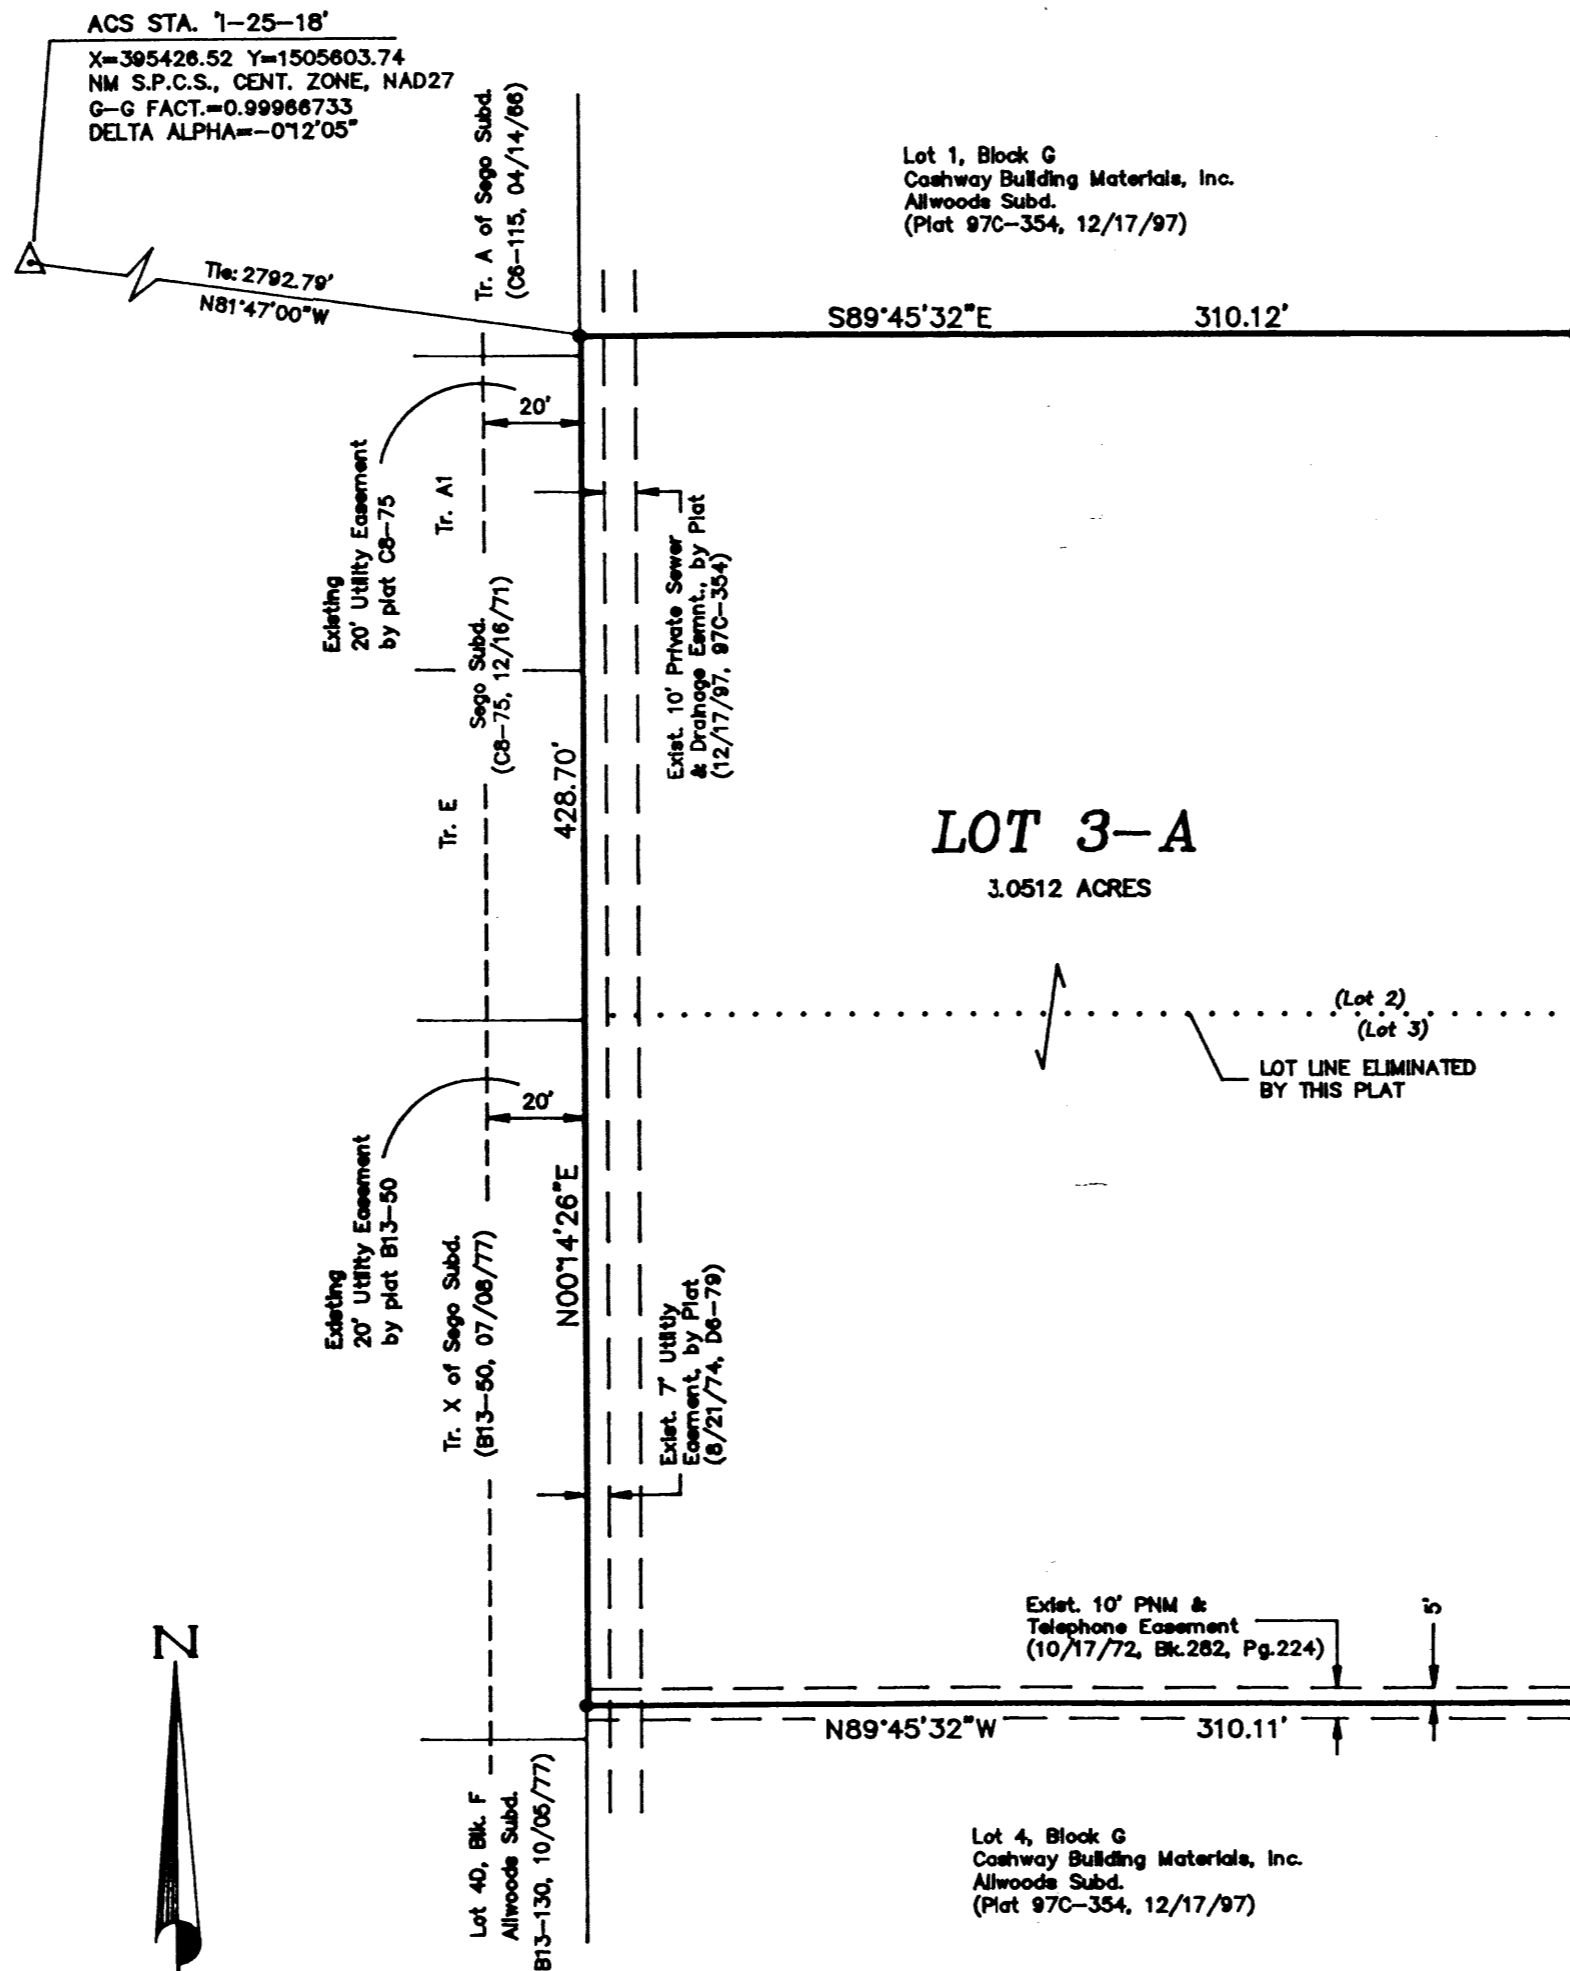 ACS STA. '1-25-18'
X=395426.52 Y=1505603.74
NM S.P.C.S., CENT. ZONE, NAD27
G-G FACT.=0.99966733
DELTA ALPHA=-0°12'05"
Tie: 2792.79'
N81°47'00"W
Tr. A of Sego Subd.
(C6-115, 04/14/66)
Lot 1, Block G
Cashway Building Materials, Inc.
Allwoods Subd.
(Plat 97C-354, 12/17/97)
S89°45'32"E 310.12'
20'
Existing
20' Utility Easement
by plat C8-75
Tr. A1
Sego Subd.
(C8-75, 12/16/71)
Exist. 10' Private Sewer
& Drainage Esmnt., by Plat
(12/17/97, 97C-354)
Tr. E
428.70'
LOT 3-A
3.0512 ACRES
(Lot 2)
(Lot 3)
LOT LINE ELIMINATED
BY THIS PLAT
20'
Existing
20' Utility Easement
by plat B13-50
Tr. X of Sego Subd.
(B13-50, 07/08/77)
N00°14'26"E
Exist. 7' Utitliy
Easment, by Plat
(8/21/74, D6-79)
Exist. 10' PNM &
Telephone Easement
(10/17/72, Bk.282, Pg.224)
5'
N
N89°45'32"W 310.11'
Lot 4D, Blk. F
Allwoods Subd.
B13-130, 10/05/77)
Lot 4, Block G
Cashway Building Materials, Inc.
Allwoods Subd.
(Plat 97C-354, 12/17/97)